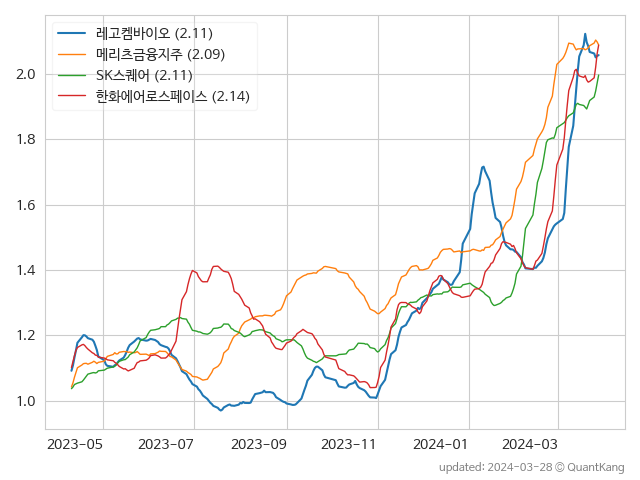 레고켐바이오 (2.11)
메리츠금융지주 (2.09)
SK스퀘어 (2.11)
한화에어로스페이스 (2.14)
2.0
1.8
1.6
1.4
1.2
1.0
2023-05 2023-07 2023-09 2023-11 2024-01 2024-03
updated: 2024-03-28 © QuantKang